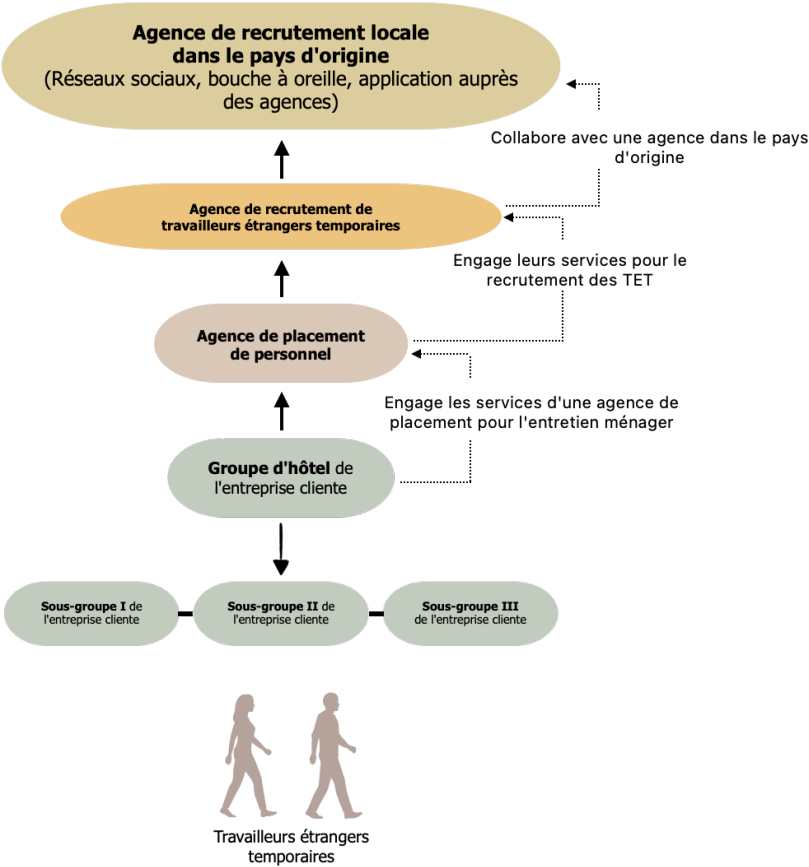 Agence de recrutement locale
dans le pays d'origine
(Réseaux sociaux, bouche à oreille, application auprès
des agences)
Collabore avec une agence dans le pays
d'origine
Agence de recrutement de
travailleurs étrangers temporaires
Engage leurs services pour le
recrutement des TET
Agence de placement
de personnel
Engage les services d'une agence de
placement pour l'entretien ménager
Groupe d'hôtel de
l'entreprise cliente
Sous-groupe I de
l'entreprise cliente
Sous-groupe II de
l'entreprise cliente
Sous-groupe III
de l'entreprise cliente
Travailleurs étrangers
temporaires